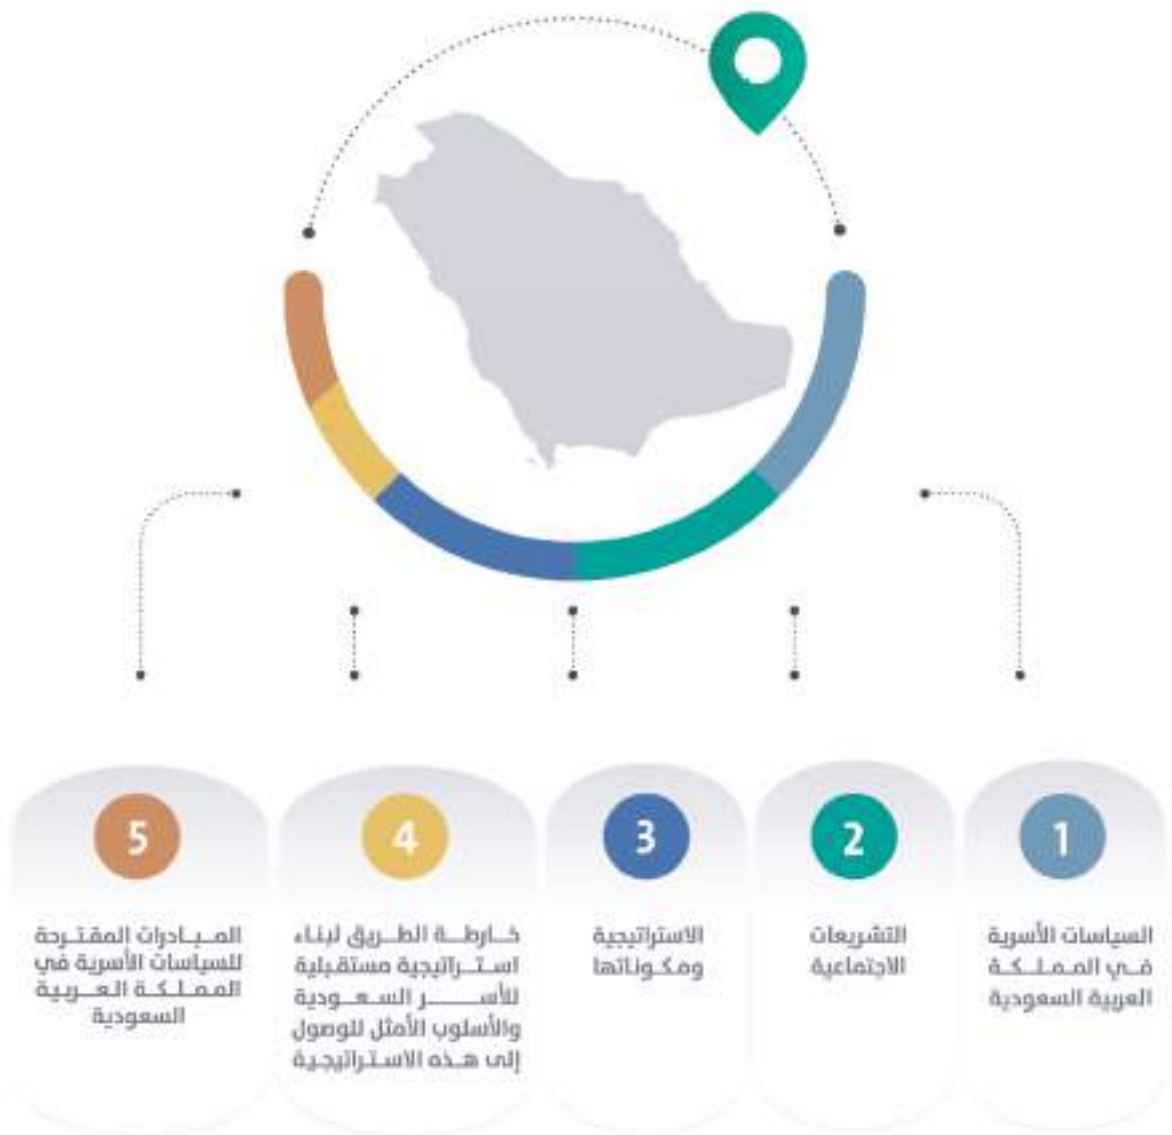 1
السياسات الأسرية
في المملكة
العربية السعودية
2
التشريعات
الاجتماعية
3
الاستراتيجية
ومكوناتها
4
خارطة الطريق لبناء
استراتيجية مستقبلية
للأسر السعودية
والأسلوب الأمثل للوصول
إلى هذه الاستراتيجية
5
المبادرات المقترحة
للسياسات الأسرية في
المملكة العربية
السعودية